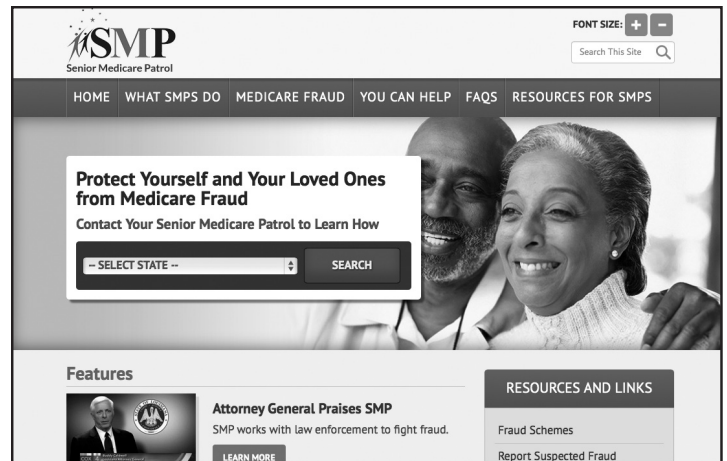 FONT SIZE: + −
SMP
Senior Medicare Patrol
Search This Site
HOME WHAT SMPS DO MEDICARE FRAUD YOU CAN HELP FAQS RESOURCES FOR SMPS
Protect Yourself and Your Loved Ones
from Medicare Fraud
Contact Your Senior Medicare Patrol to Learn How
-- SELECT STATE --
SEARCH
Features
Attorney General Praises SMP
SMP works with law enforcement to fight fraud.
LEARN MORE
RESOURCES AND LINKS
Fraud Schemes
Report Suspected Fraud